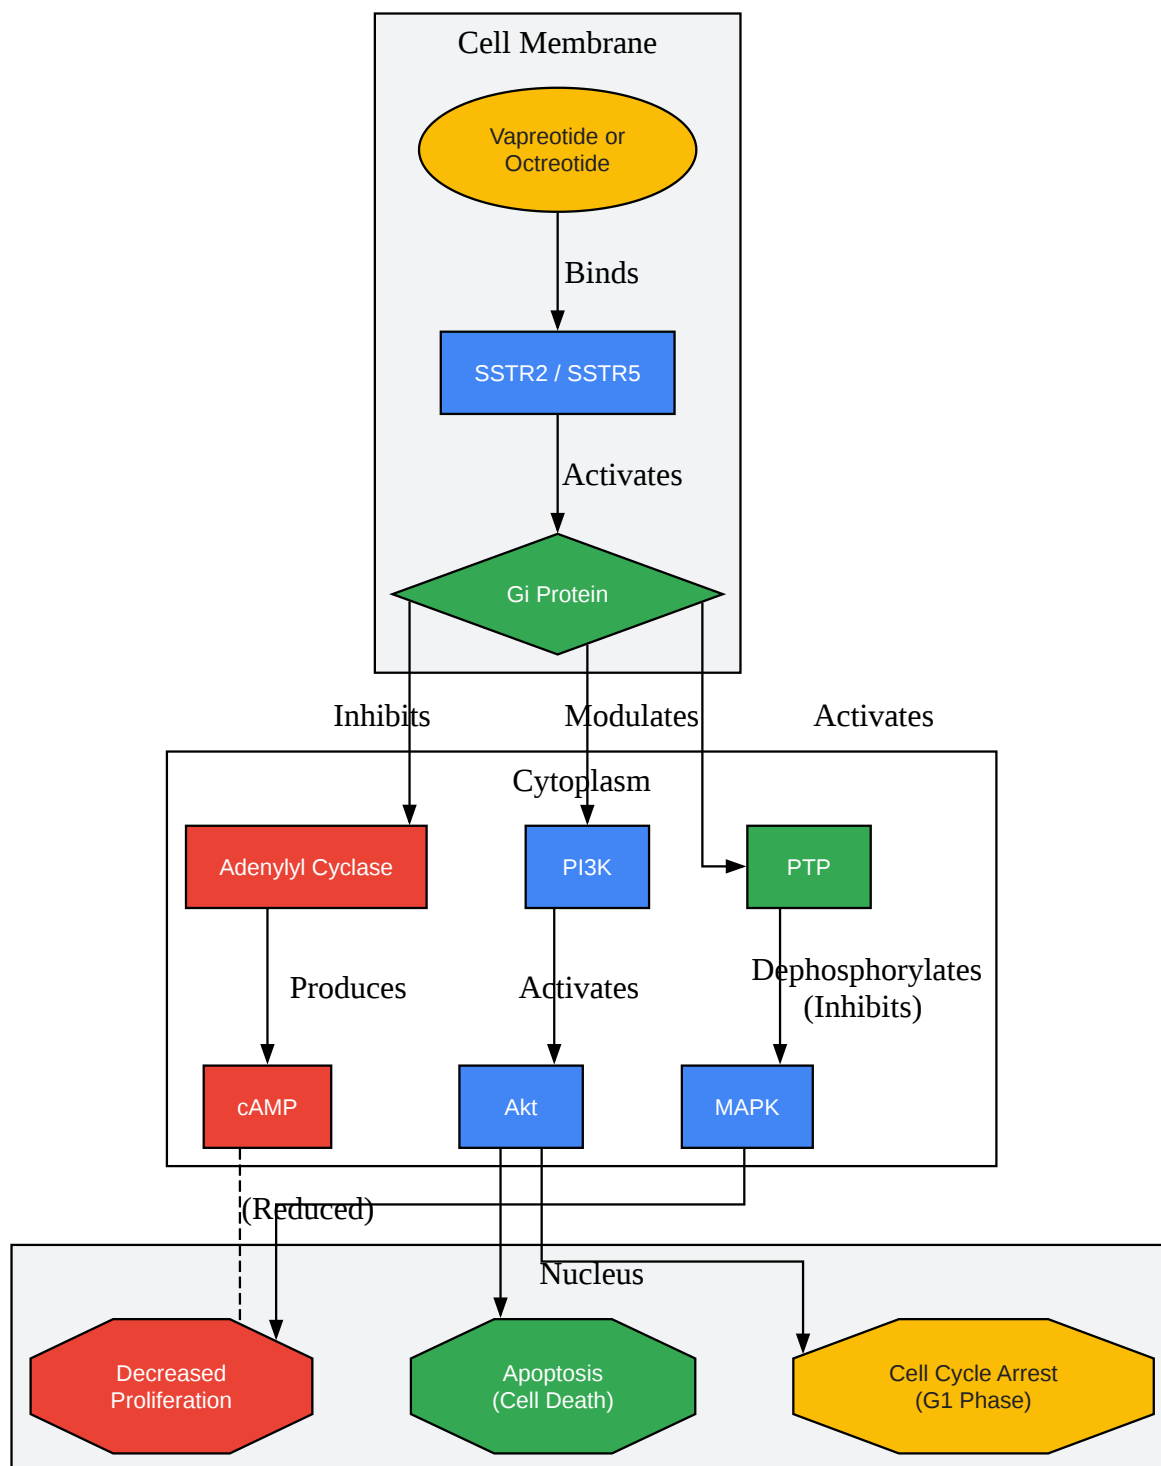 Cell Membrane
Vapreotide or
Octreotide
Binds
SSTR2 / SSTR5
Activates
Gi Protein
Inhibits
Modulates
Activates
Cytoplasm
Adenylyl Cyclase
PI3K
PTP
Produces
Activates
Dephosphorylates
(Inhibits)
cAMP
Akt
MAPK
(Reduced)
Nucleus
Decreased
Proliferation
Apoptosis
(Cell Death)
Cell Cycle Arrest
(G1 Phase)